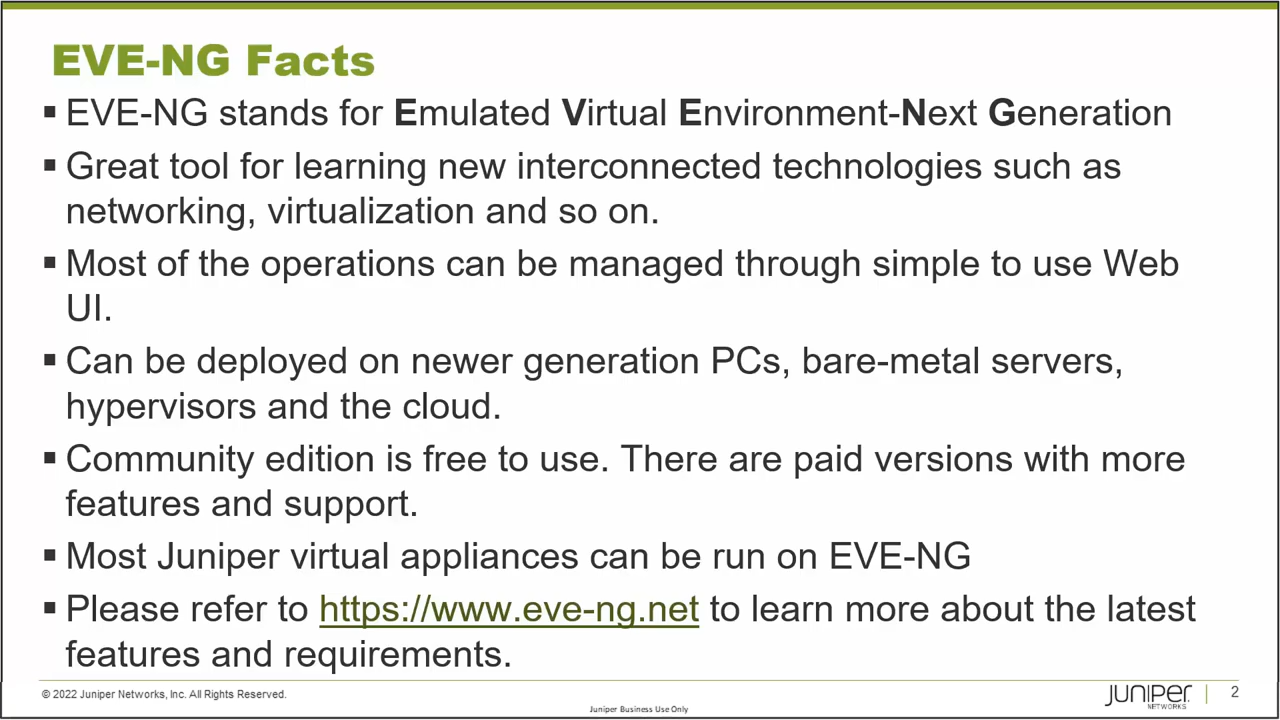 EVE-NG Facts
▪ EVE-NG stands for Emulated Virtual Environment-Next Generation
▪ Great tool for learning new interconnected technologies such as
networking, virtualization and so on.
▪ Most of the operations can be managed through simple to use Web
UI.
▪ Can be deployed on newer generation PCs, bare-metal servers,
hypervisors and the cloud.
▪ Community edition is free to use. There are paid versions with more
features and support.
▪ Most Juniper virtual appliances can be run on EVE-NG
▪ Please refer to https://www.eve-ng.net to learn more about the latest
features and requirements.
© 2022 Juniper Networks, Inc. All Rights Reserved.
Juniper Business Use Only
JUNIPER
NETWORKS
2